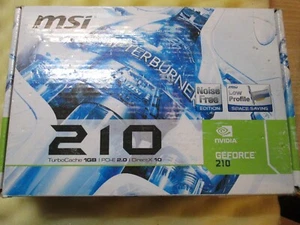 msi
AFTERBURNER
Noise Free
EDITION
Low Profile
SPACE SAVING
210
TurboCache 1GB | PCI-E 2.0 | DirectX 10
NVIDIA
GEFORCE
210